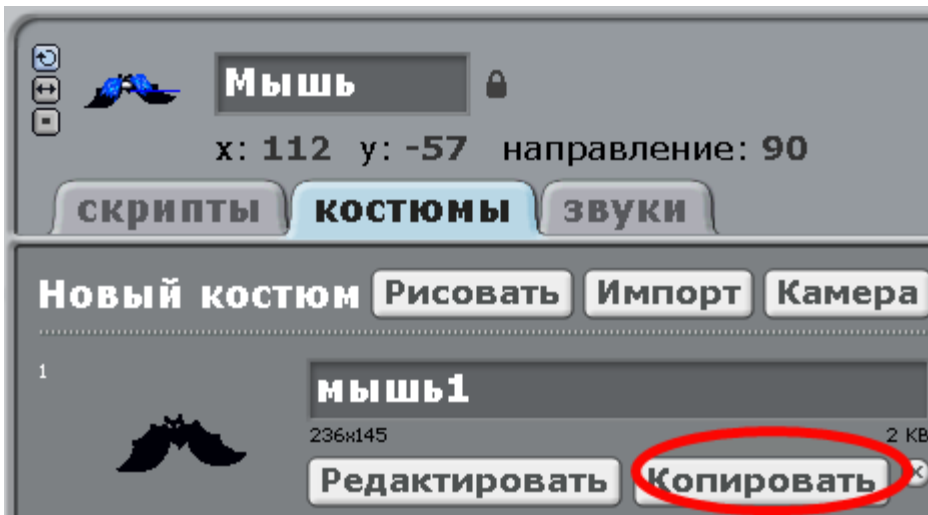 Мышь
x: 112 y: -57 направление: 90
скрипты костюмы звуки
Новый костюм Рисовать Импорт Камера
1
мышь1
236x145 2 KB
Редактировать Копировать